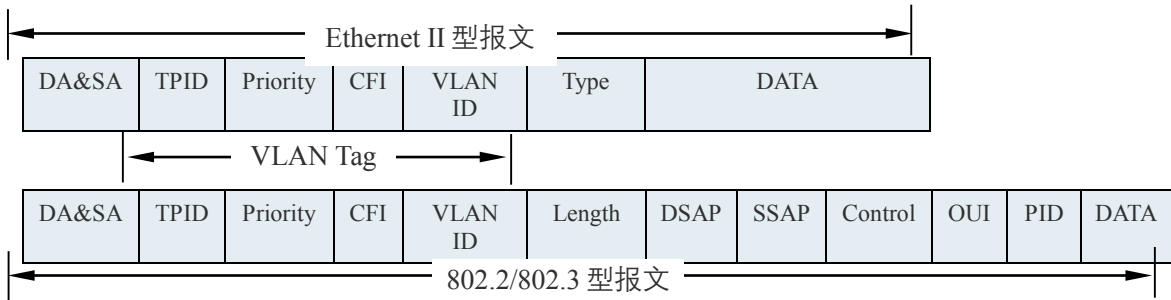 Ethernet II 型报文
DA&SA TPID Priority CFI VLAN ID Type DATA
VLAN Tag
DA&SA TPID Priority CFI VLAN ID Length DSAP SSAP Control OUI PID DATA
802.2/802.3 型报文